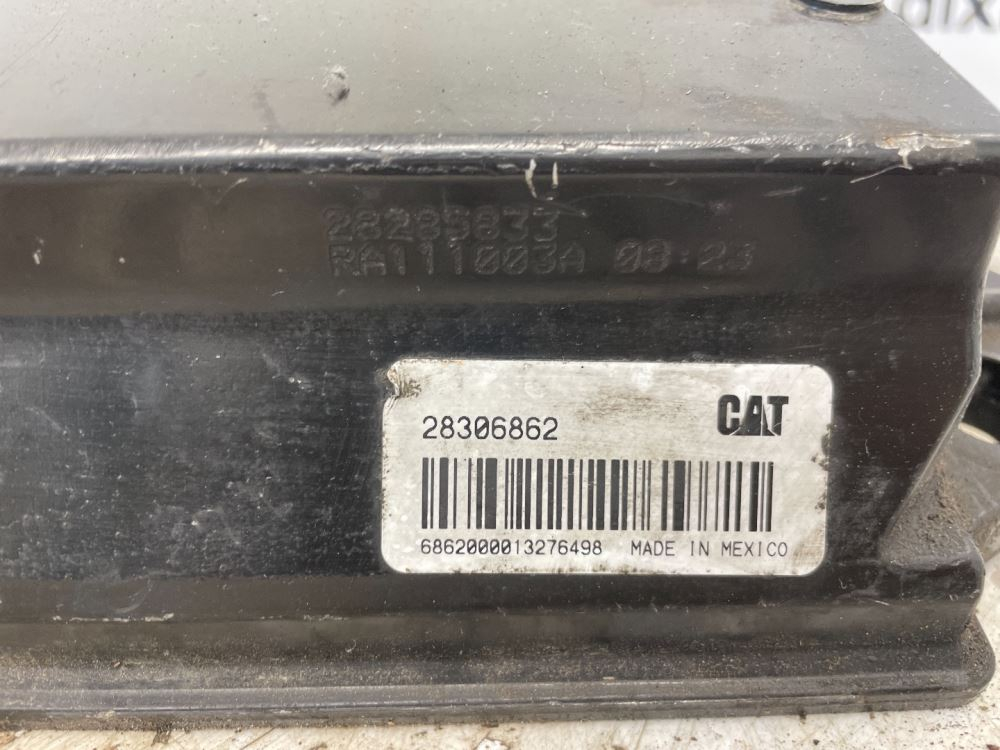 28285833
RA111003A 08:23
28306862
CAT
6862000013276498 MADE IN MEXICO